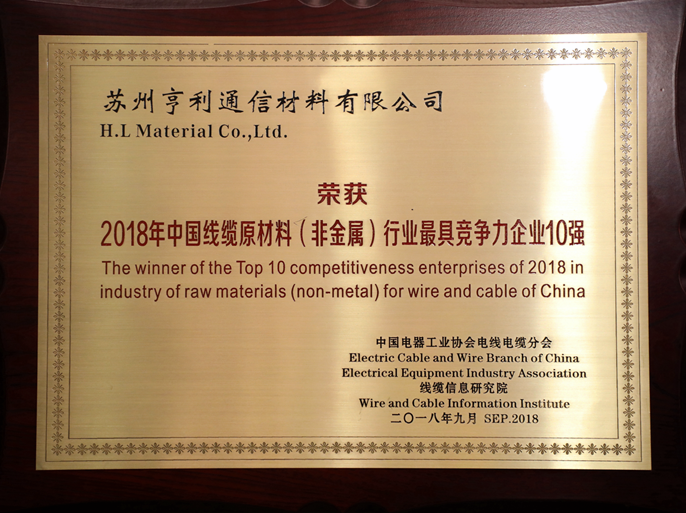 苏州亨利通信材料有限公司
H.L Material Co.,Ltd.
荣获
2018年中国线缆原材料（非金属）行业最具竞争力企业10强
The winner of the Top 10 competitiveness enterprises of 2018 in
industry of raw materials (non-metal) for wire and cable of China
中国电器工业协会电线电缆分会
Electric Cable and Wire Branch of China
Electrical Equipment Industry Association
线缆信息研究院
Wire and Cable Information Institute
二〇一八年九月 SEP.2018